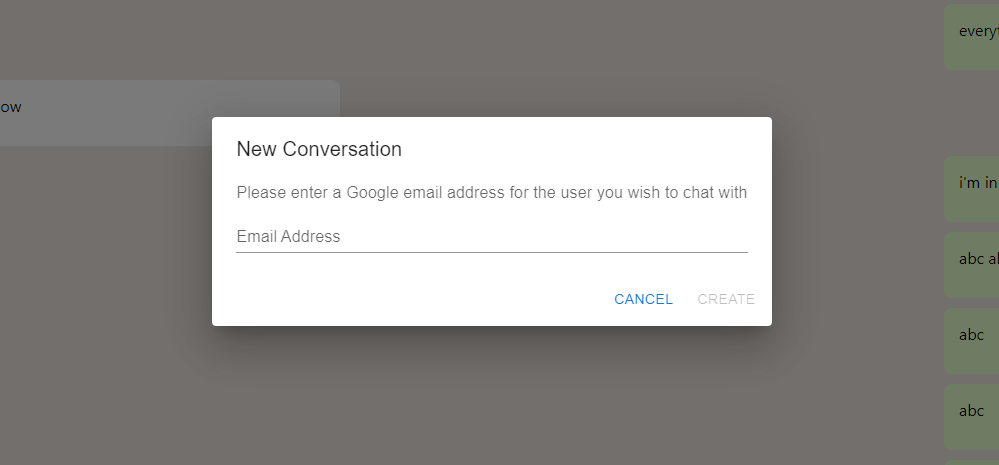 everyt
ow
New Conversation
Please enter a Google email address for the user you wish to chat with
i'm in
Email Address
abc al
CANCEL CREATE
abc
abc